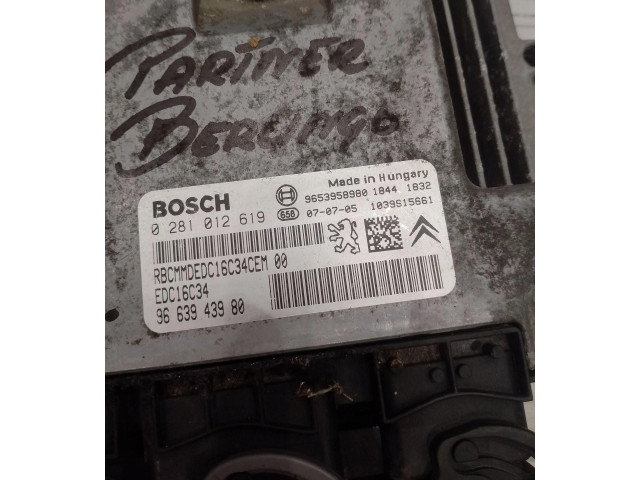 PARTNER
BERLINGO
BOSCH
Made in Hungary
9653958980 1844.1832
0 281 012 619
658 07-07-05 1039S15661
RBCMMDEDC16C34CEM 00
EDC16C34
96 639 439 80